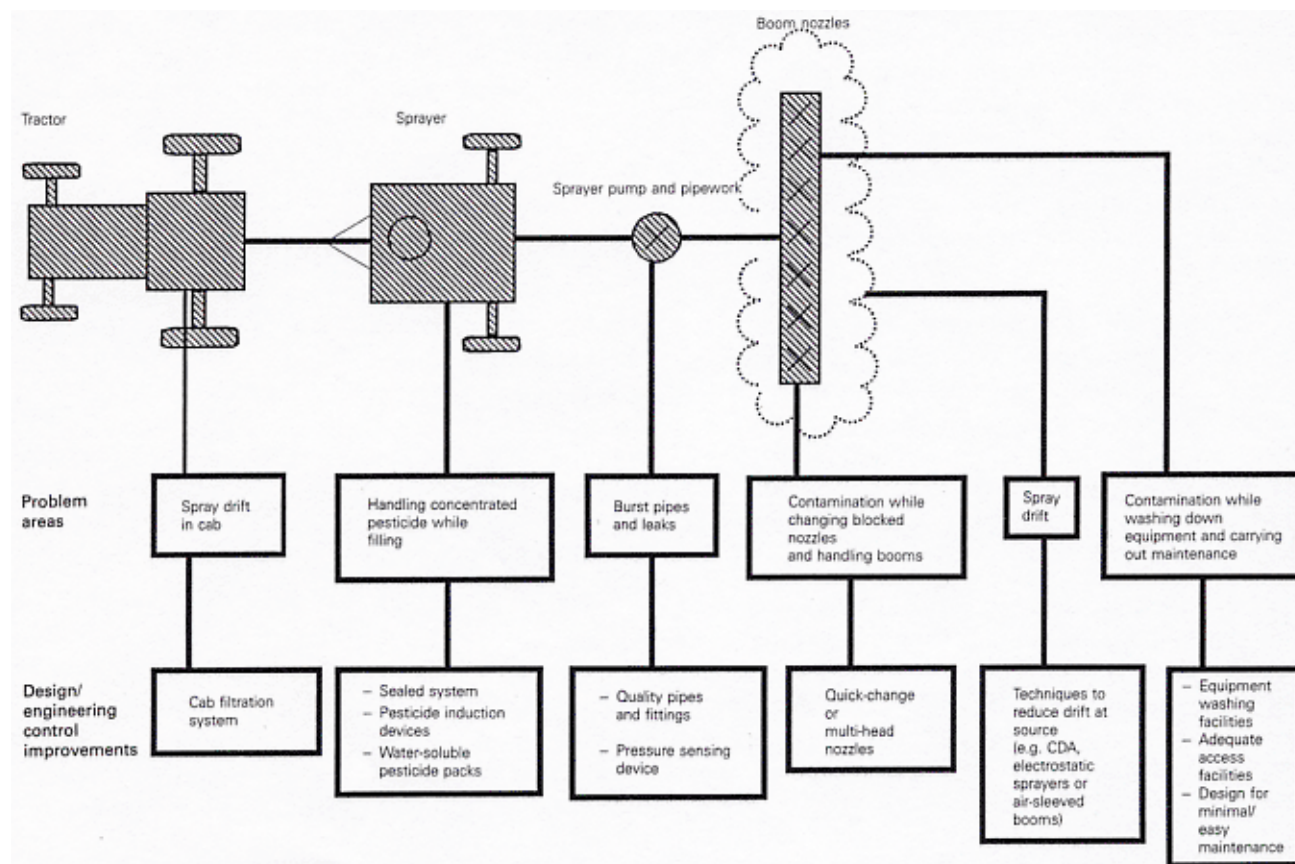 Boom nozzles
Tractor
Sprayer
Sprayer pump and pipework
Problem
areas
Spray drift
in cab
Handling concentrated
pesticide while
filling
Burst pipes
and leaks
Contamination while
changing blocked
nozzles
and handling booms
Spray
drift
Contamination while
washing down
equipment and carrying
out maintenance
Design/
engineering
control
improvements
Cab filtration
system
– Sealed system
– Pesticide induction
devices
– Water-soluble
pesticide packs
– Quality pipes
and fittings
– Pressure sensing
device
Quick-change
or
multi-head
nozzles
Techniques to
reduce drift at
source
(e.g. CDA,
electrostatic
sprayers or
air-sleeved
booms)
– Equipment
washing
facilities
– Adequate
access
facilities
– Design for
minimal/
easy
maintenance